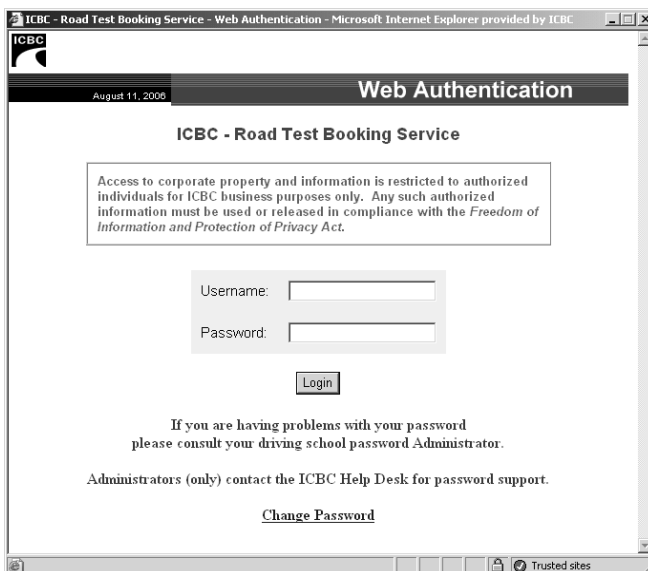 ICBC - Road Test Booking Service - Web Authentication - Microsoft Internet Explorer provided by ICBC
ICBC
August 11, 2006
Web Authentication
ICBC - Road Test Booking Service
Access to corporate property and information is restricted to authorized
individuals for ICBC business purposes only. Any such authorized
information must be used or released in compliance with the Freedom of
Information and Protection of Privacy Act.
Username:
Password:
Login
If you are having problems with your password
please consult your driving school password Administrator.
Administrators (only) contact the ICBC Help Desk for password support.
Change Password
Trusted sites